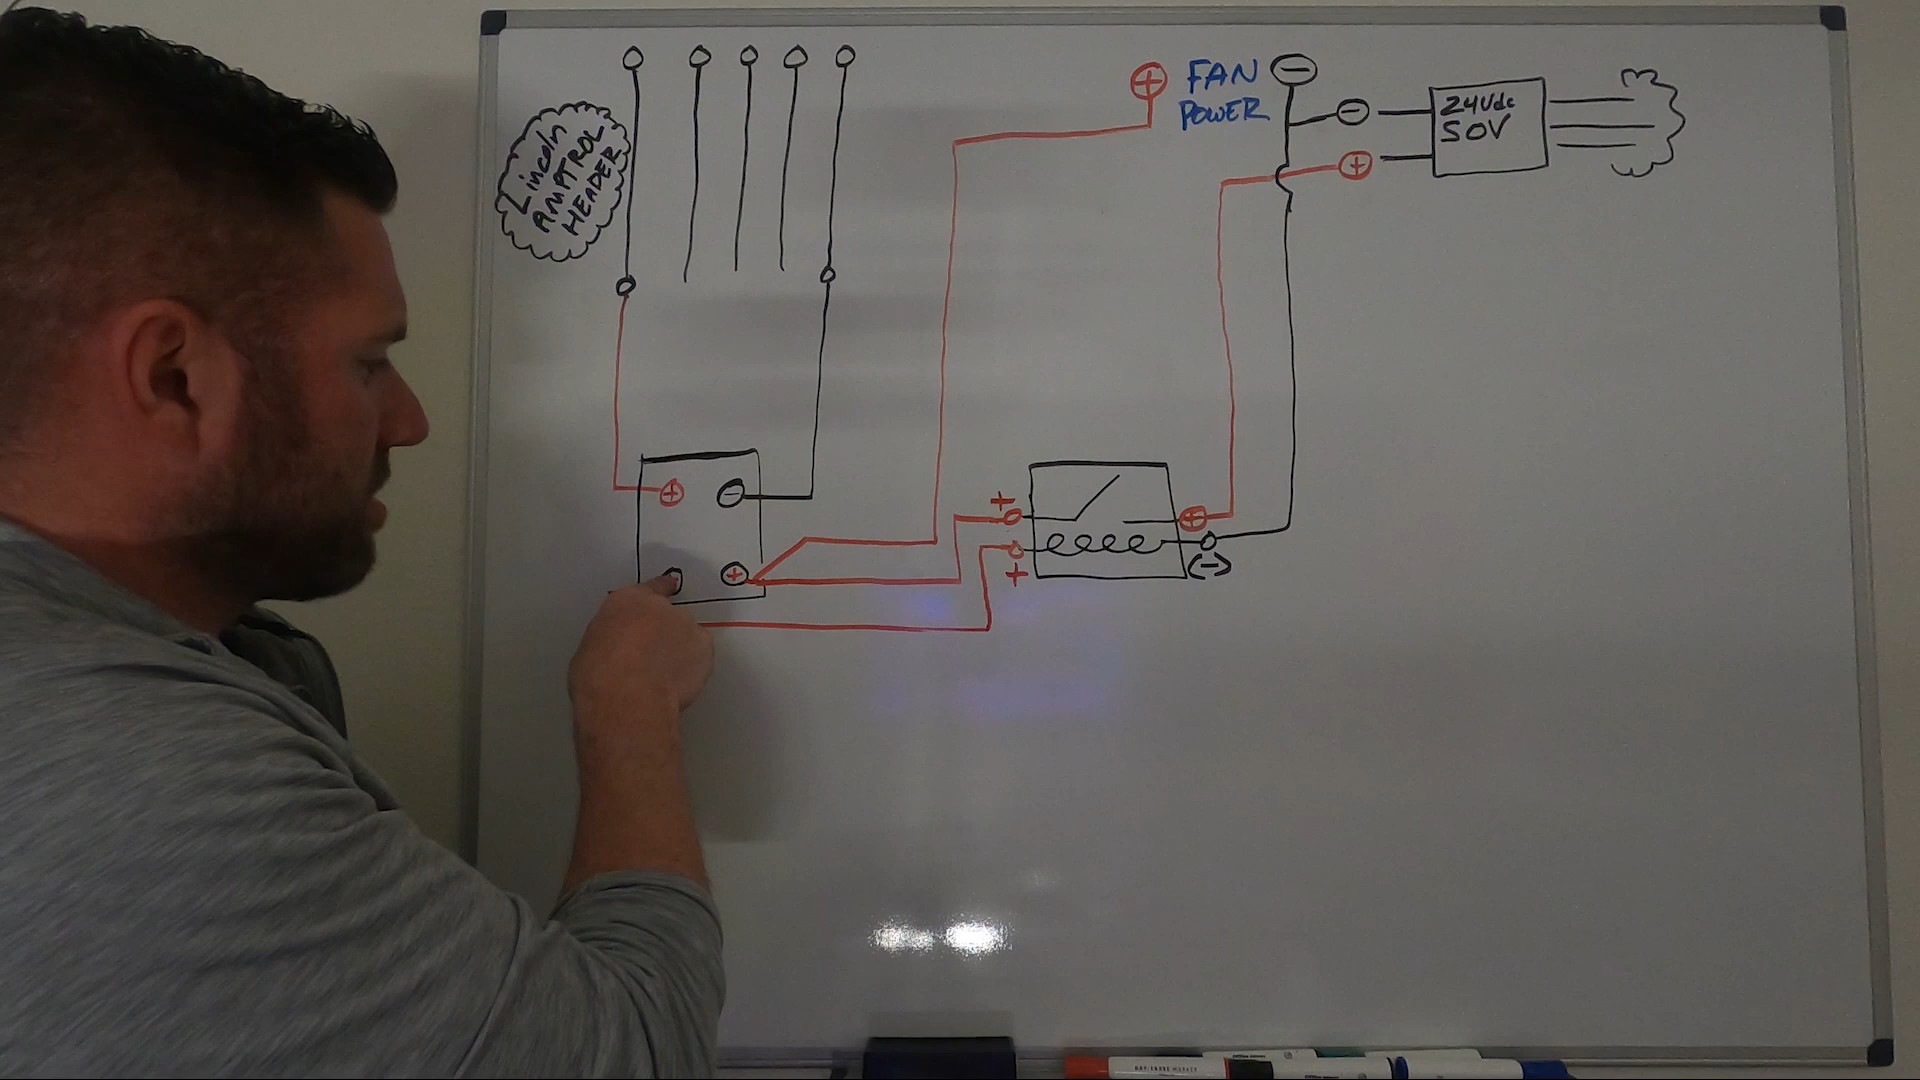 Lincoln
AMPTROL
HEADER
+
FAN
POWER
−
−
24Vdc
SOV
+
+
−
+
+
+
+
(-)